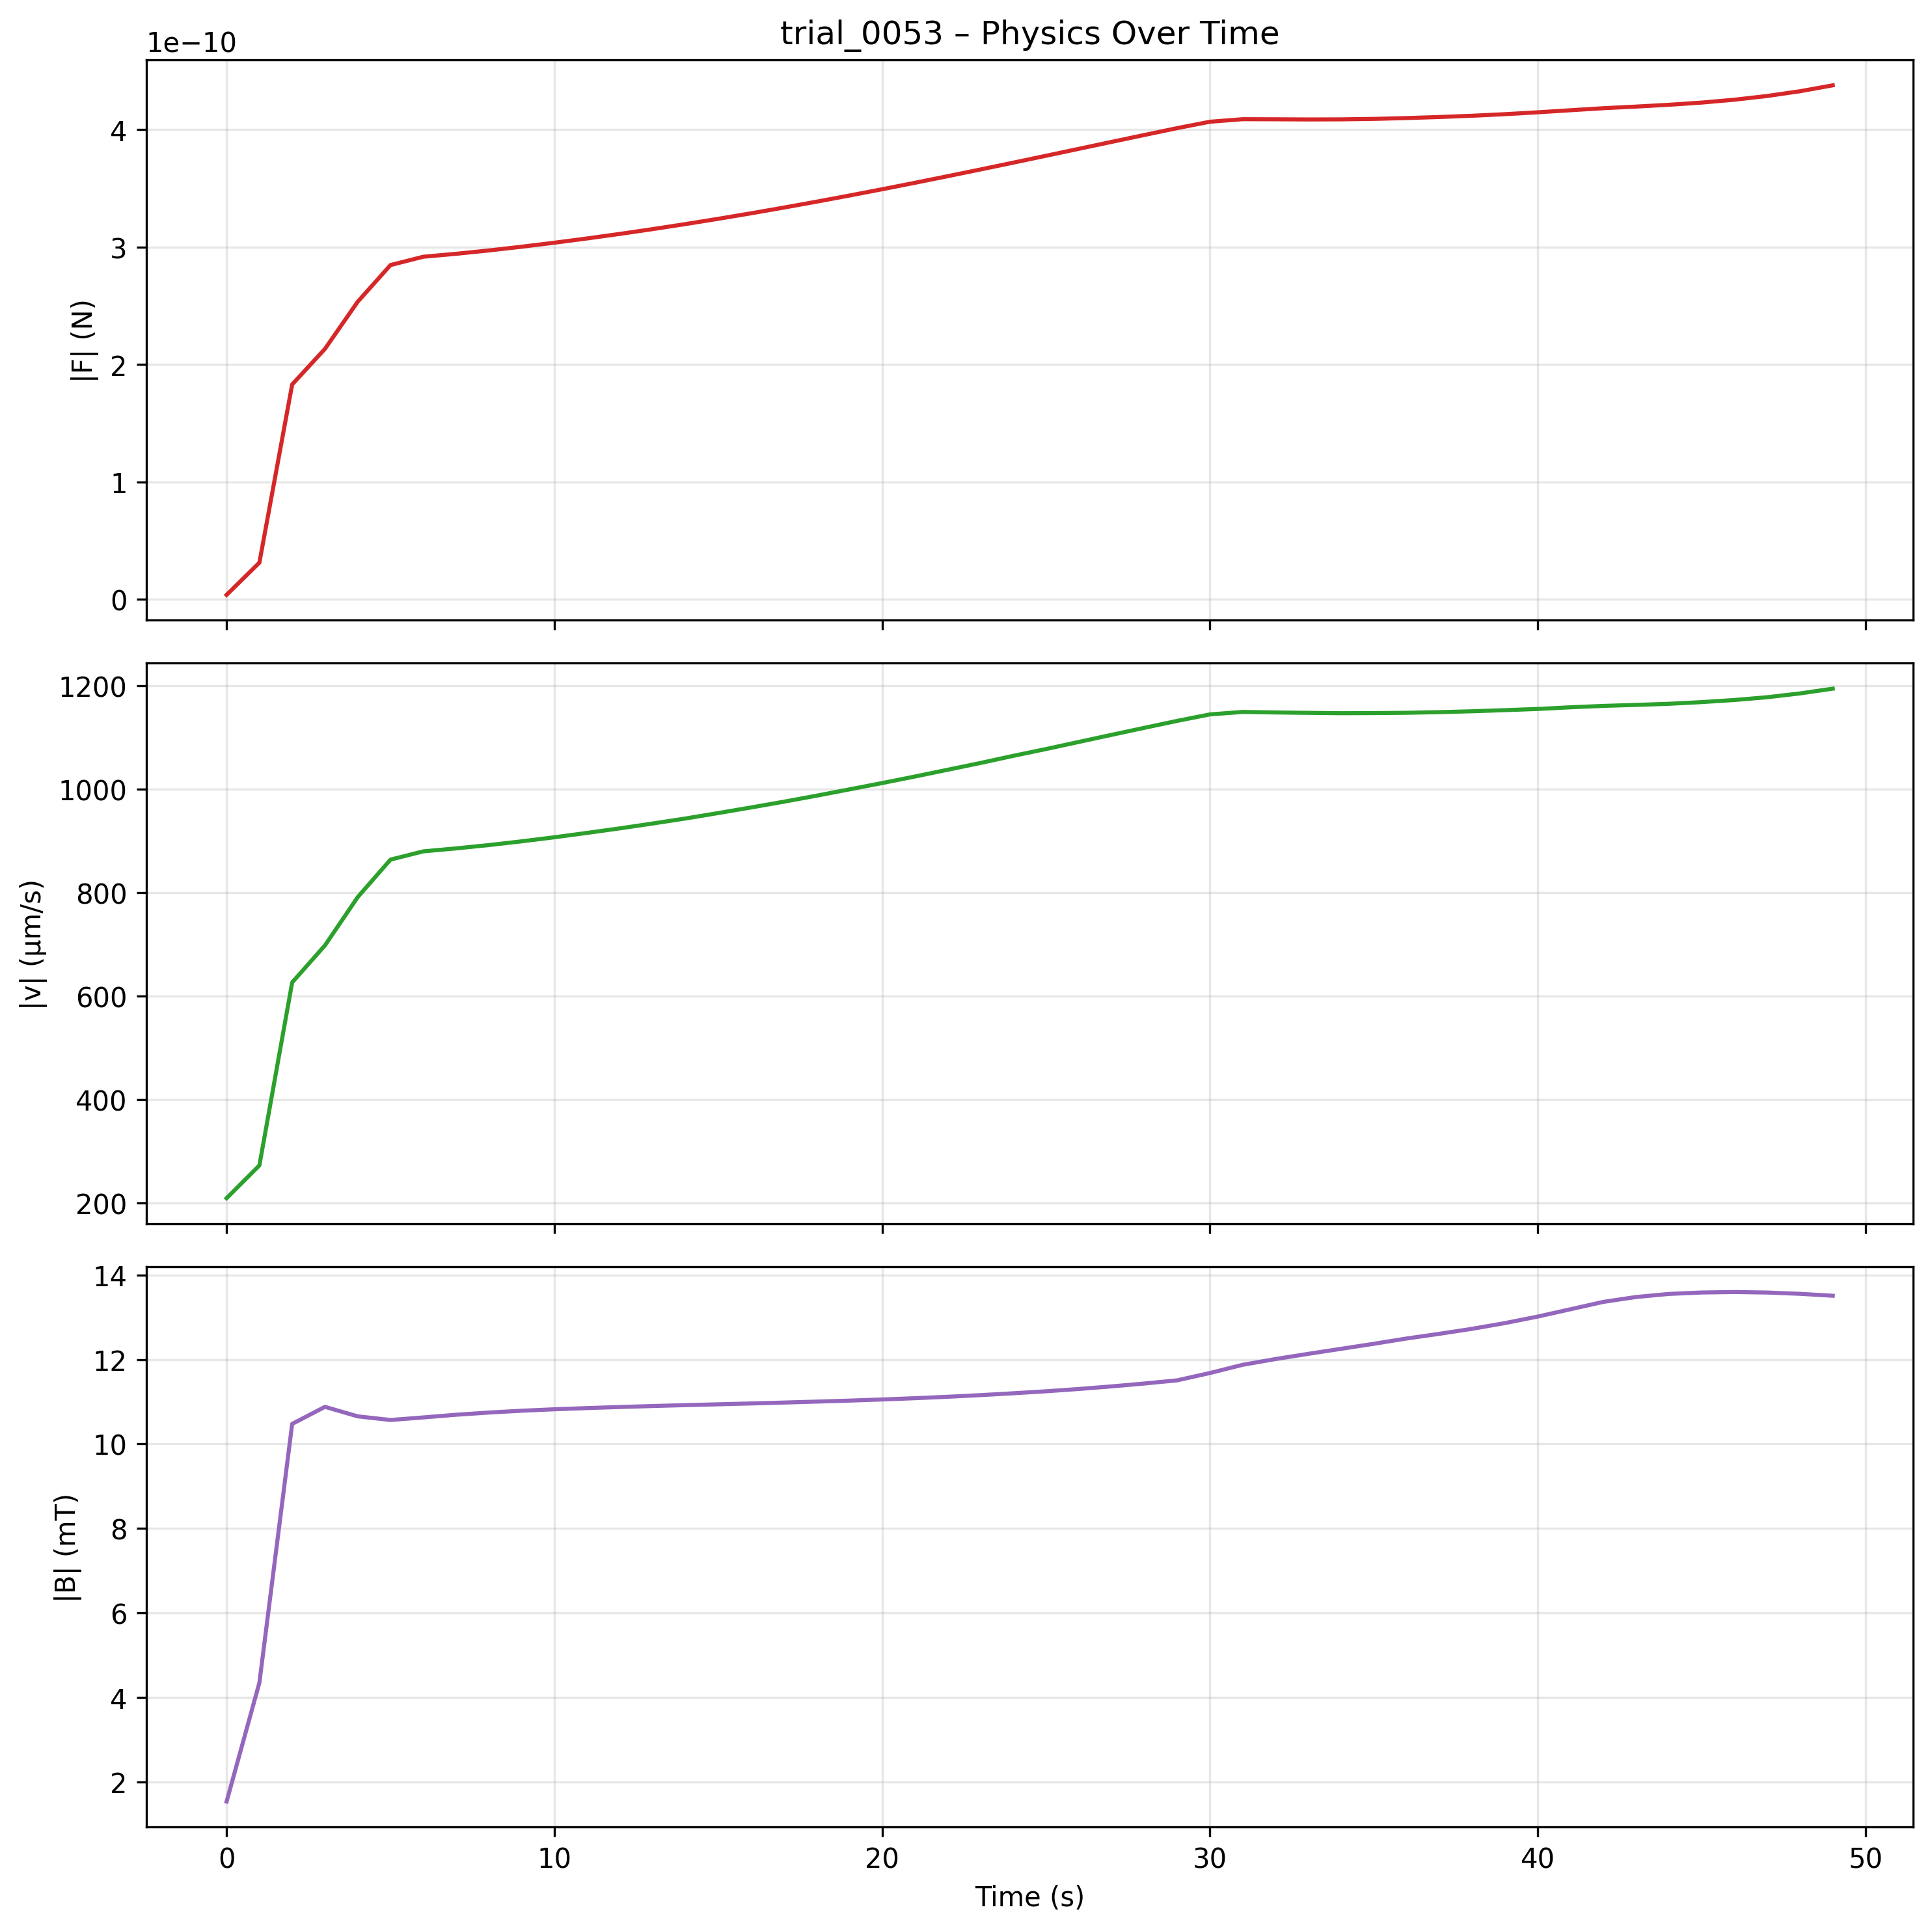 trial_0053 – Physics Over Time
1e−10
4
3
2
1
0
|F| (N)
1200
1000
800
600
400
200
|v| (μm/s)
14
12
10
8
6
4
2
|B| (mT)
0 10 20 30 40 50
Time (s)